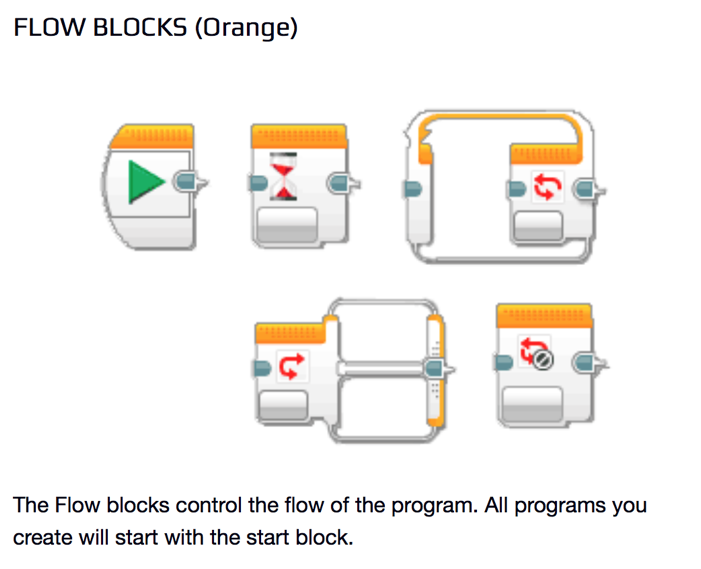 FLOW BLOCKS (Orange)
The Flow blocks control the flow of the program. All programs you
create will start with the start block.